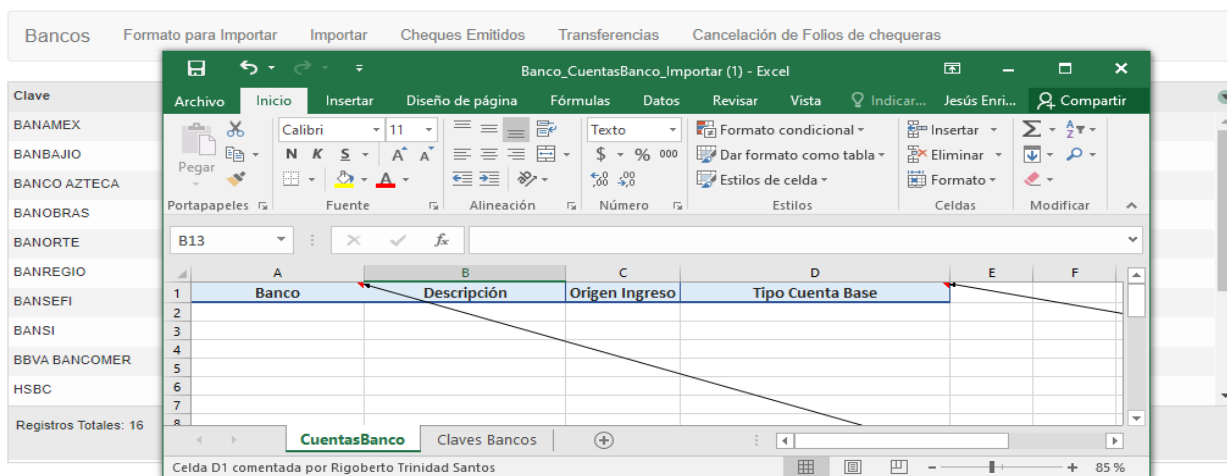 Bancos Formato para Importar Importar Cheques Emitidos Transferencias Cancelación de Folios de chequeras
Banco_CuentasBanco_Importar (1) - Excel
Archivo Inicio Insertar Diseño de página Fórmulas Datos Revisar Vista Indicar... Jesús Enri... Compartir
Calibri 11 Texto Formato condicional Insertar
Pegar N K S A A $ % 000 Dar formato como tabla Eliminar
A Estilos de celda Formato
Portapapeles Fuente Alineación Número Estilos Celdas Modificar
B13 fx
A B C D E F
1 Banco Descripción Origen Ingreso Tipo Cuenta Base
2
3
4
5
6
7
8
CuentasBanco Claves Bancos
Celda D1 comentada por Rigoberto Trinidad Santos 85 %
Clave
BANAMEX
BANBAJIO
BANCO AZTECA
BANOBRAS
BANORTE
BANREGIO
BANSEFI
BANSI
BBVA BANCOMER
HSBC
Registros Totales: 16